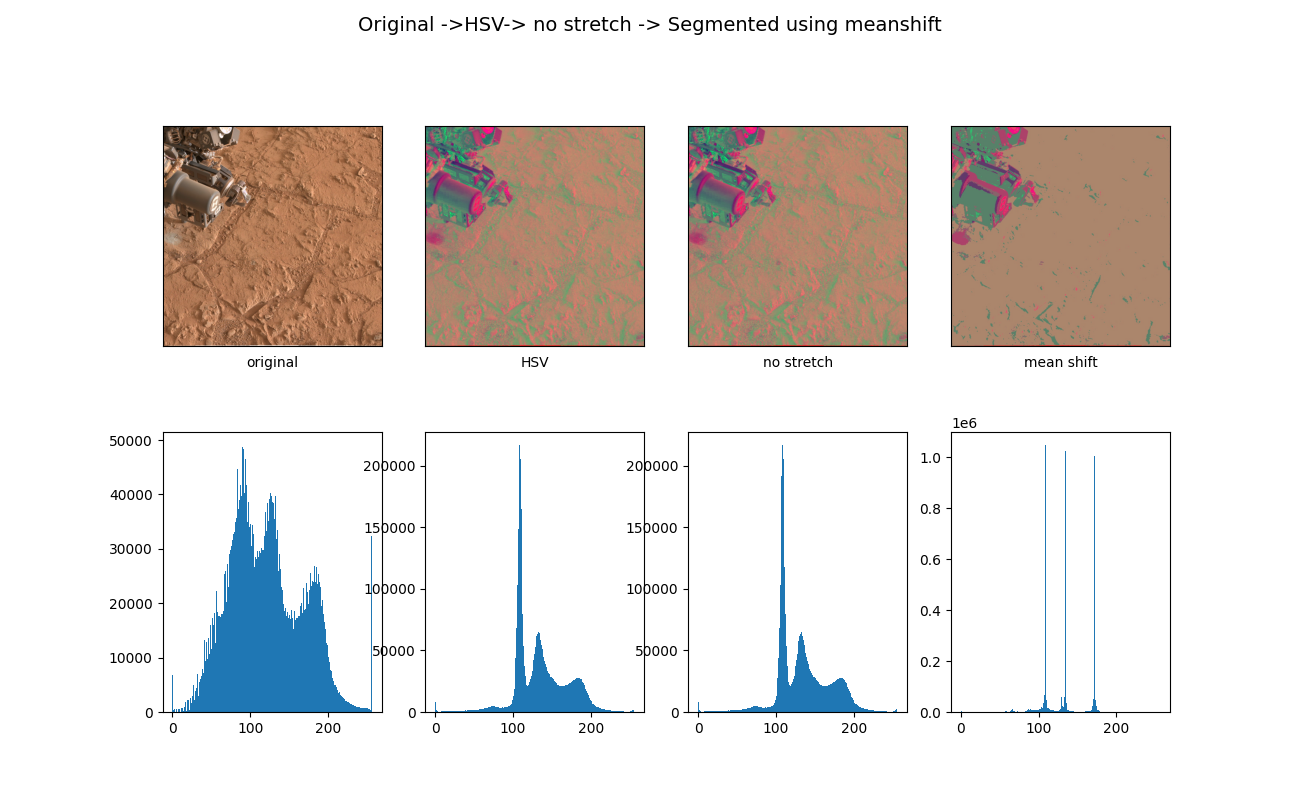 Original ->HSV-> no stretch -> Segmented using meanshift
original
HSV
no stretch
mean shift
50000
40000
30000
20000
10000
0
0 100 200
200000
150000
100000
50000
0
0 100 200
200000
150000
100000
50000
0
0 100 200
1e6
1.0
0.8
0.6
0.4
0.2
0.0
0 100 200